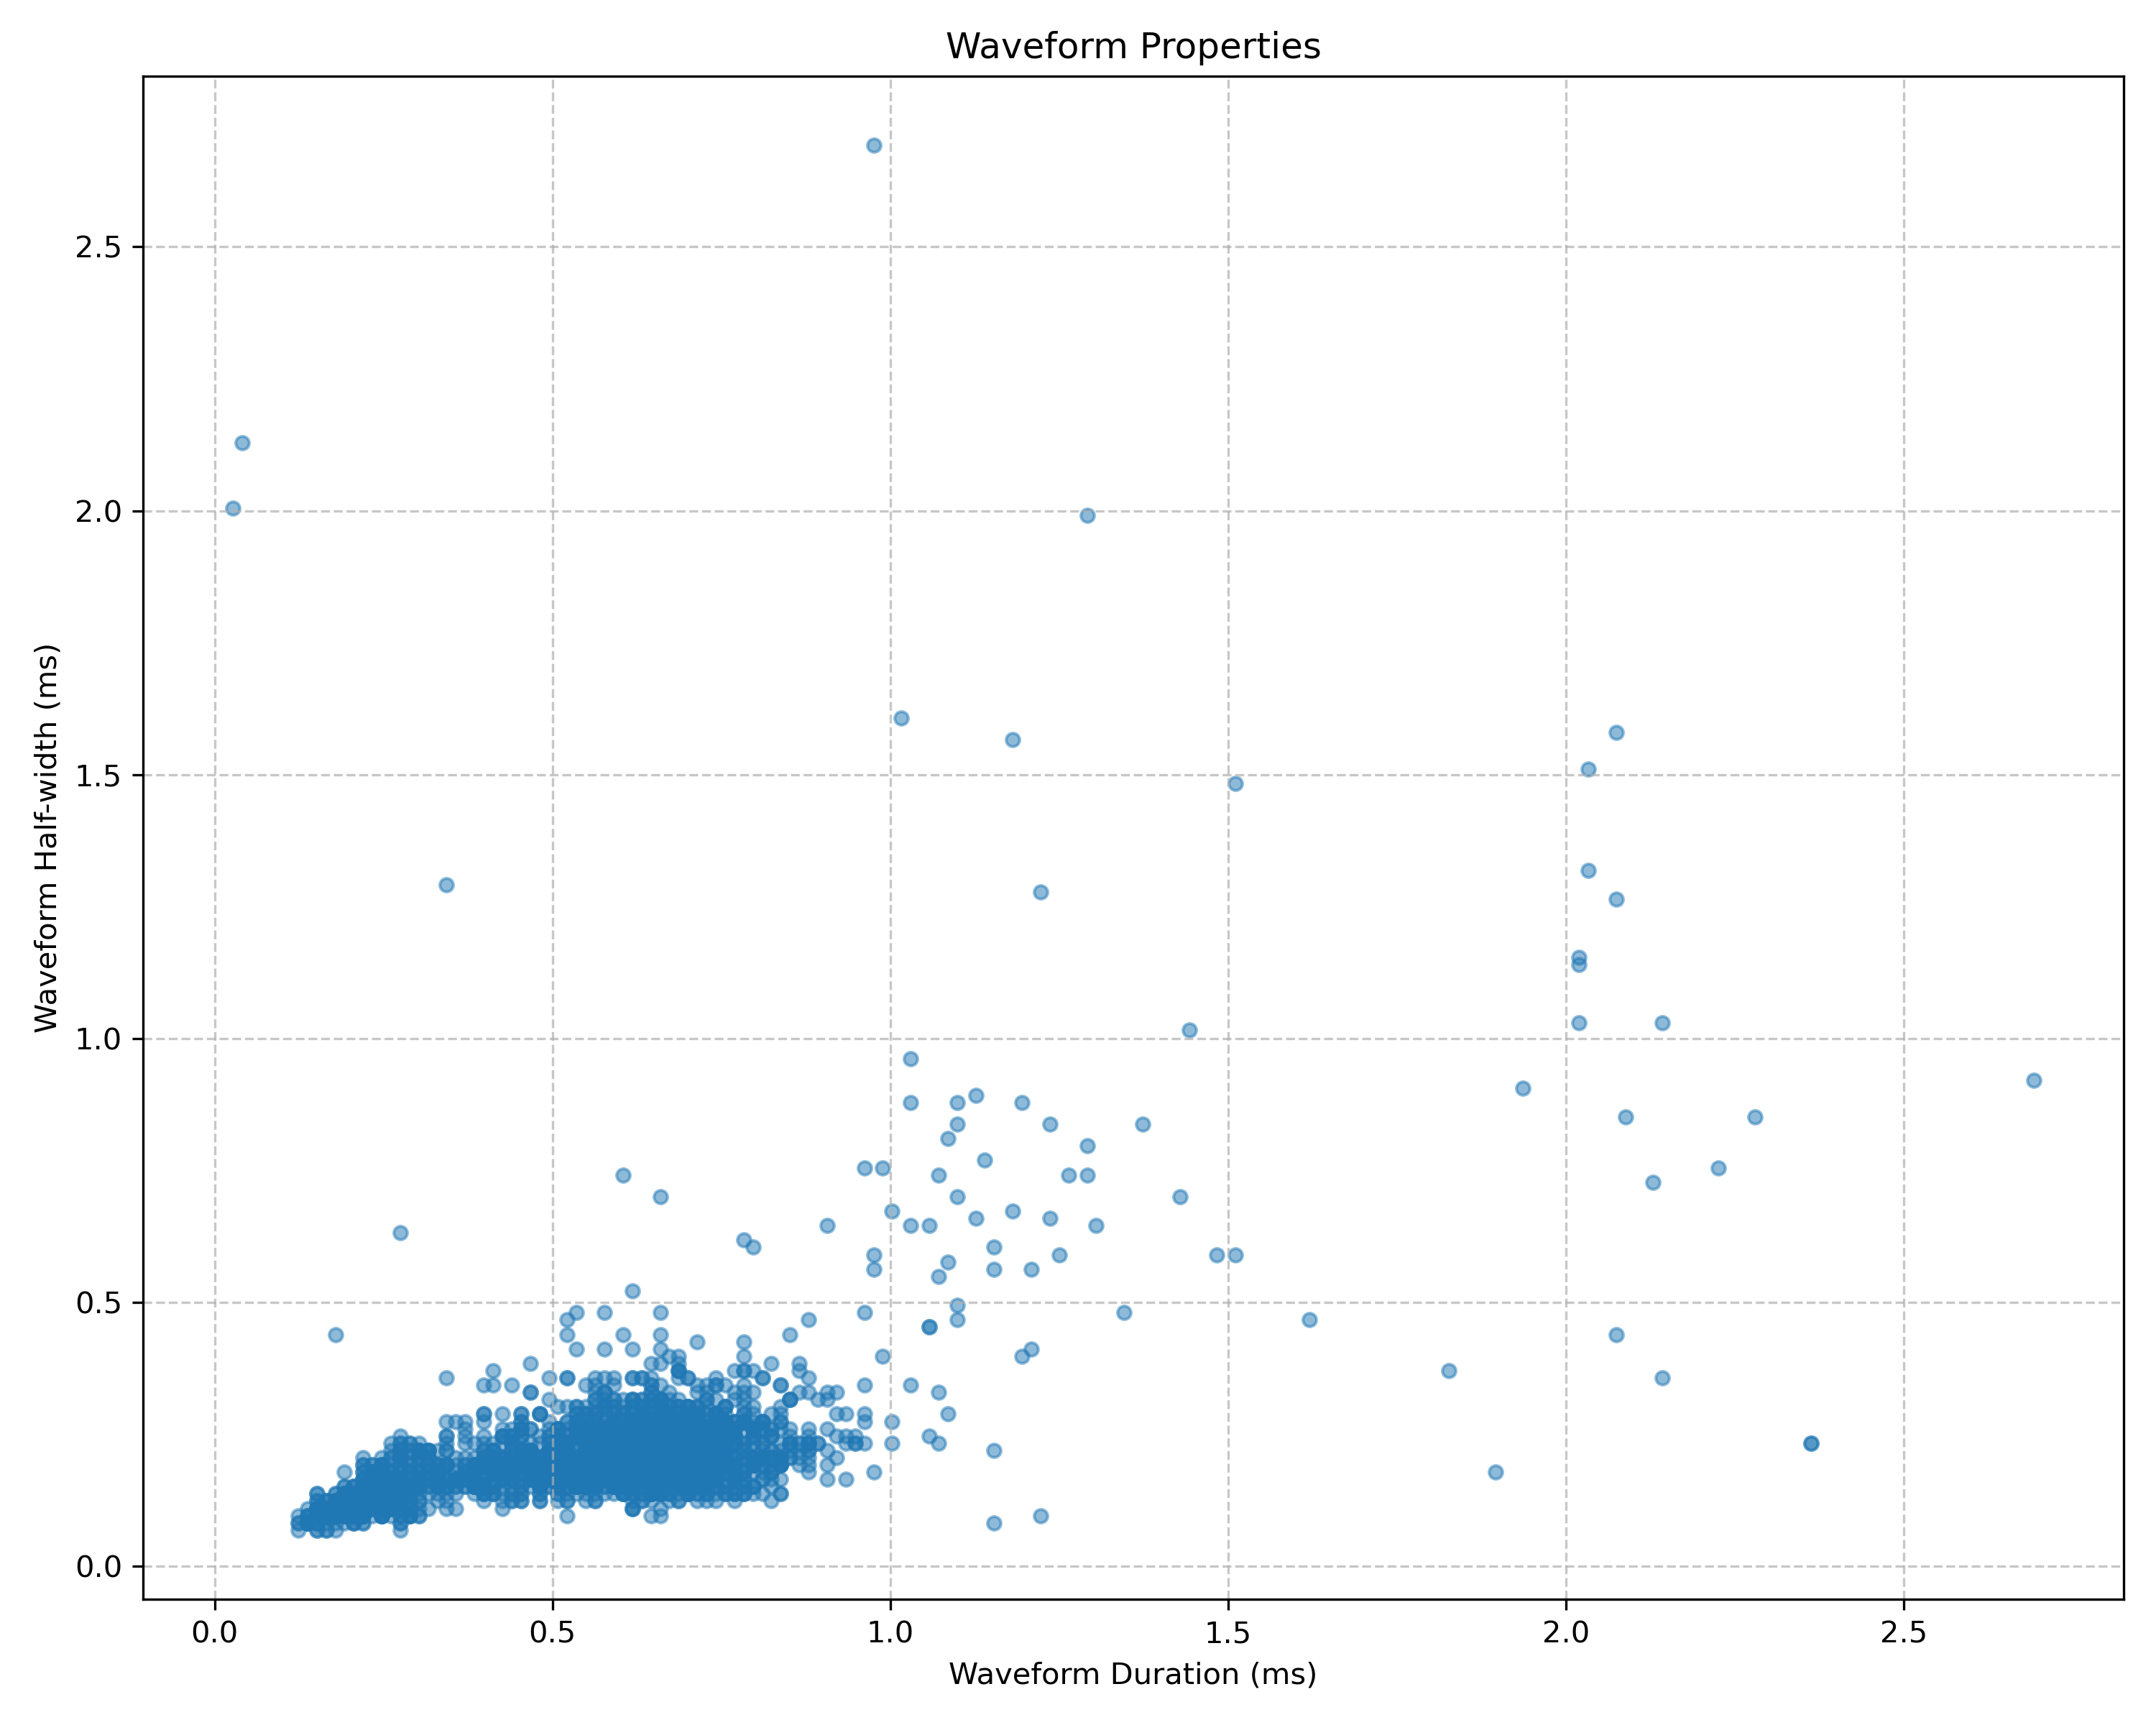 Waveform Properties
Waveform Half-width (ms)
2.5
2.0
1.5
1.0
0.5
0.0
0.0 0.5 1.0 1.5 2.0 2.5
Waveform Duration (ms)